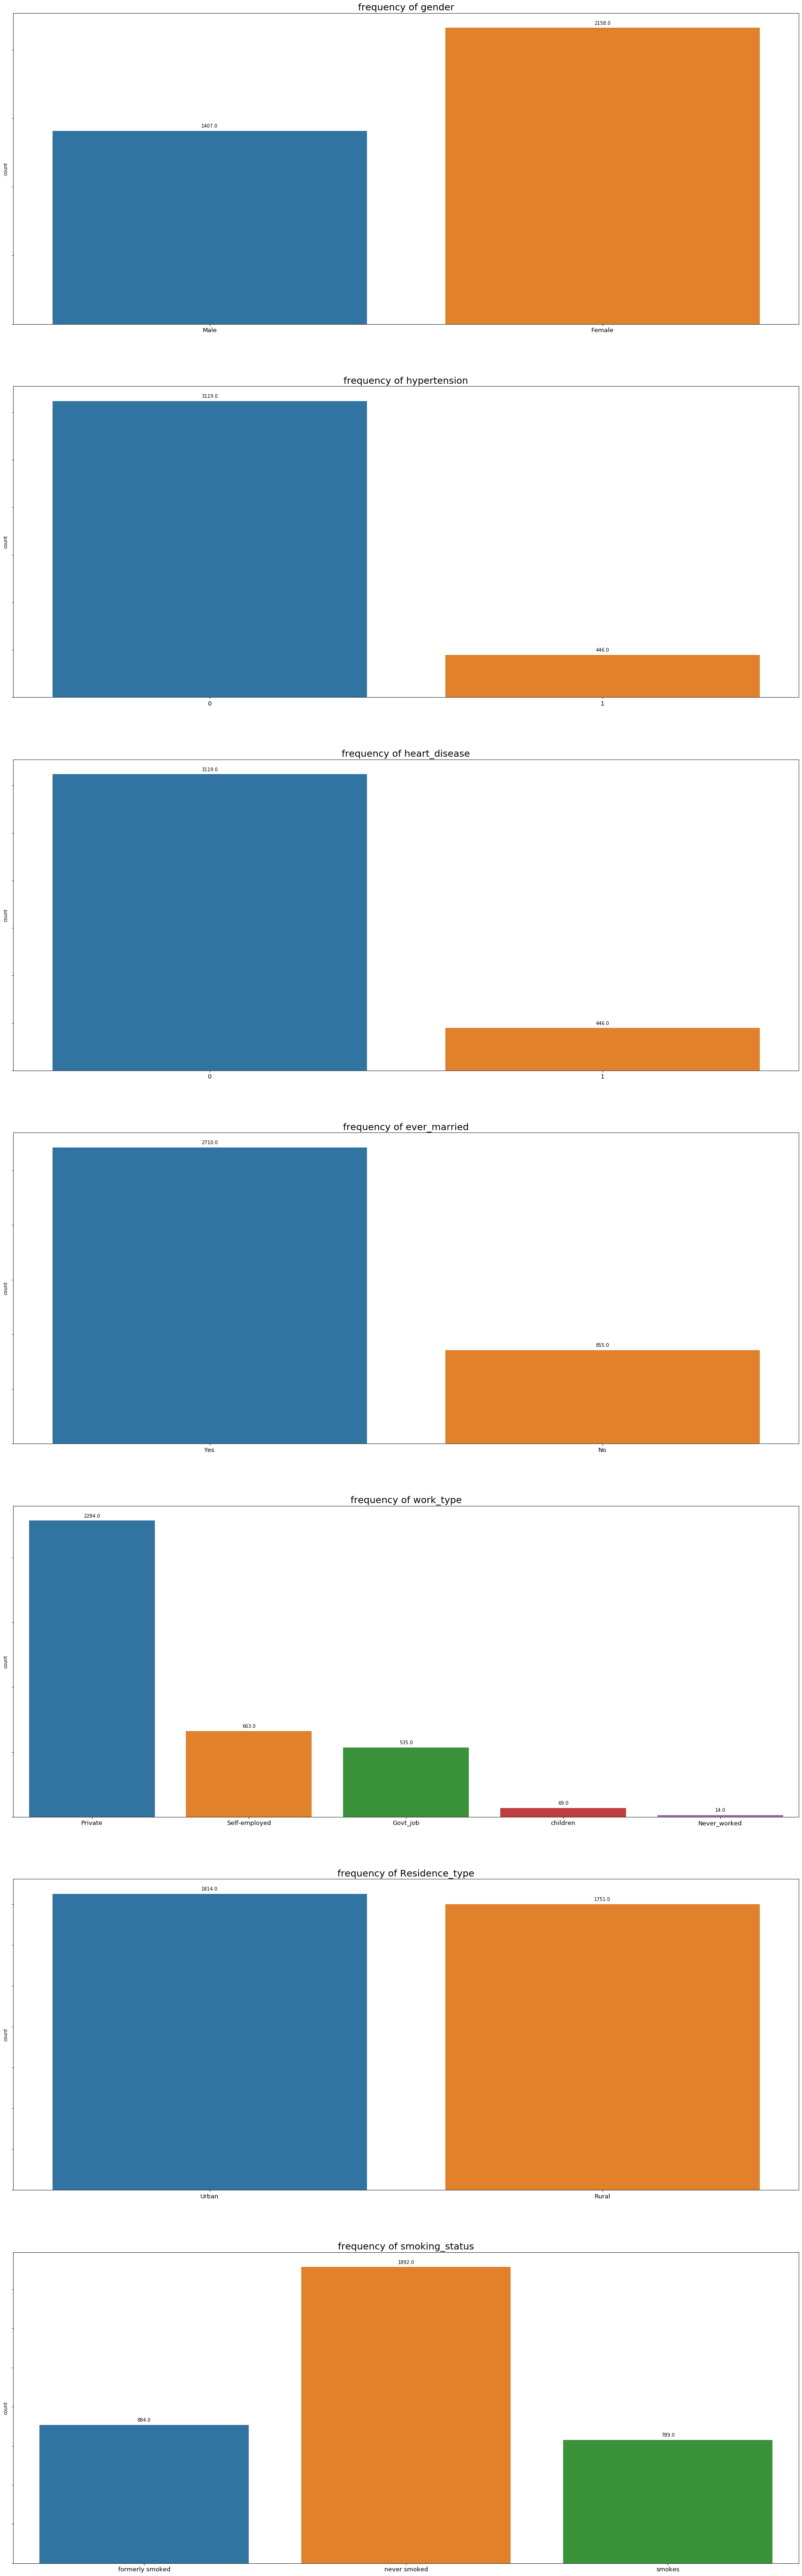 frequency of gender
2158.0
1407.0
count
Male
Female
frequency of hypertension
3119.0
446.0
count
0
1
frequency of heart_disease
3119.0
446.0
count
0
1
frequency of ever_married
2710.0
855.0
count
Yes
No
frequency of work_type
2284.0
663.0
535.0
69.0
14.0
count
Private
Self-employed
Govt_job
children
Never_worked
frequency of Residence_type
1814.0
1751.0
count
Urban
Rural
frequency of smoking_status
1892.0
884.0
789.0
count
formerly smoked
never smoked
smokes